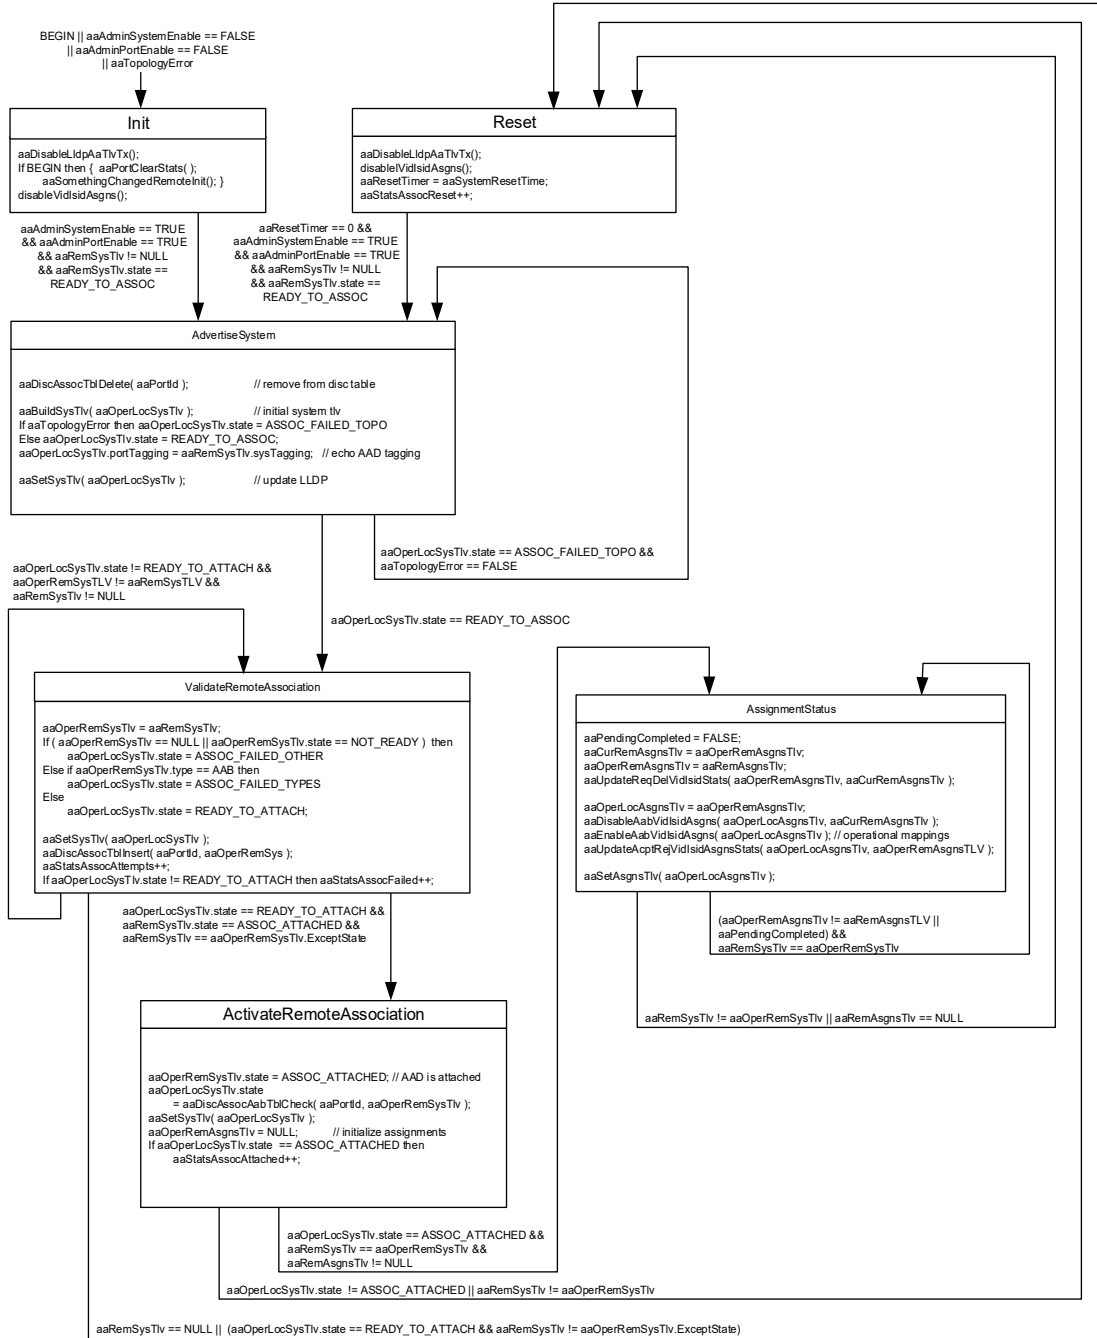 BEGIN || aaAdminSystemEnable == FALSE
|| aaAdminPortEnable == FALSE
|| aaTopologyError
Init
aaDisableLldpAaTlvTx();
If BEGIN then { aaPortClearStats( );
aaSomethingChangedRemoteInit(); }
disableVidIsidAsgns();
Reset
aaDisableLldpAaTlvTx();
disablelVidIsidAsgns();
aaResetTimer = aaSystemResetTime;
aaStatsAssocReset++;
aaAdminSystemEnable == TRUE
&& aaAdminPortEnable == TRUE
&& aaRemSysTlv != NULL
&& aaRemSysTlv.state ==
READY_TO_ASSOC
aaResetTimer == 0 &&
aaAdminSystemEnable == TRUE
&& aaAdminPortEnable == TRUE
&& aaRemSysTlv != NULL
&& aaRemSysTlv.state ==
READY_TO_ASSOC
AdvertiseSystem
aaDiscAssocTblDelete( aaPortId ); // remove from disc table
aaBuildSysTlv( aaOperLocSysTlv ); // initial system tlv
If aaTopologyError then aaOperLocSysTlv.state = ASSOC_FAILED_TOPO
Else aaOperLocSysTlv.state = READY_TO_ASSOC;
aaOperLocSysTlv.portTagging = aaRemSysTlv.sysTagging; // echo AAD tagging
aaSetSysTlv( aaOperLocSysTlv ); // update LLDP
aaOperLocSysTlv.state == ASSOC_FAILED_TOPO &&
aaTopologyError == FALSE
aaOperLocSysTlv.state != READY_TO_ATTACH &&
aaOperRemSysTLV != aaRemSysTLV &&
aaRemSysTlv != NULL
aaOperLocSysTlv.state == READY_TO_ASSOC
ValidateRemoteAssociation
aaOperRemSysTlv = aaRemSysTlv;
If ( aaOperRemSysTlv == NULL || aaOperRemSysTlv.state == NOT_READY ) then
aaOperLocSysTlv.state = ASSOC_FAILED_OTHER
Else if aaOperRemSysTlv.type == AAB then
aaOperLocSysTlv.state = ASSOC_FAILED_TYPES
Else
aaOperLocSysTlv.state = READY_TO_ATTACH;
aaSetSysTlv( aaOperLocSysTlv );
aaDiscAssocTblInsert( aaPortId, aaOperRemSys );
aaStatsAssocAttempts++;
If aaOperLocSysTlv.state != READY_TO_ATTACH then aaStatsAssocFailed++;
AssignmentStatus
aaPendingCompleted = FALSE;
aaCurRemAsgnsTlv = aaOperRemAsgnsTlv;
aaOperRemAsgnsTlv = aaRemAsgnsTlv;
aaUpdateReqDelVidIsidStats( aaOperRemAsgnsTlv, aaCurRemAsgnsTlv );
aaOperLocAsgnsTlv = aaOperRemAsgnsTlv;
aaDisableAabVidIsidAsgns( aaOperLocAsgnsTlv, aaCurRemAsgnsTlv );
aaEnableAabVidIsidAsgns( aaOperLocAsgnsTlv ); // operational mappings
aaUpdateAcptRejVidIsidAsgnsStats( aaOperLocAsgnsTlv, aaOperRemAsgnsTLV );
aaSetAsgnsTlv( aaOperLocAsgnsTlv );
aaOperLocSysTlv.state == READY_TO_ATTACH &&
aaRemSysTlv.state == ASSOC_ATTACHED &&
aaRemSysTlv == aaOperRemSysTlv.ExceptState
(aaOperRemAsgnsTlv != aaRemAsgnsTLV ||
aaPendingCompleted) &&
aaRemSysTlv == aaOperRemSysTlv
aaRemSysTlv != aaOperRemSysTlv || aaRemAsgnsTlv == NULL
ActivateRemoteAssociation
aaOperRemSysTlv.state = ASSOC_ATTACHED; // AAD is attached
aaOperLocSysTlv.state
= aaDiscAssocAabTblCheck( aaPortId, aaOperRemSysTlv );
aaSetSysTlv( aaOperLocSysTlv );
aaOperRemAsgnsTlv = NULL; // initialize assignments
If aaOperLocSysTlv.state == ASSOC_ATTACHED then
aaStatsAssocAttached++;
aaOperLocSysTlv.state == ASSOC_ATTACHED &&
aaRemSysTlv == aaOperRemSysTlv &&
aaRemAsgnsTlv != NULL
aaOperLocSysTlv.state != ASSOC_ATTACHED || aaRemSysTlv != aaOperRemSysTlv
aaRemSysTlv == NULL || (aaOperLocSysTlv.state == READY_TO_ATTACH && aaRemSysTlv != aaOperRemSysTlv.ExceptState)